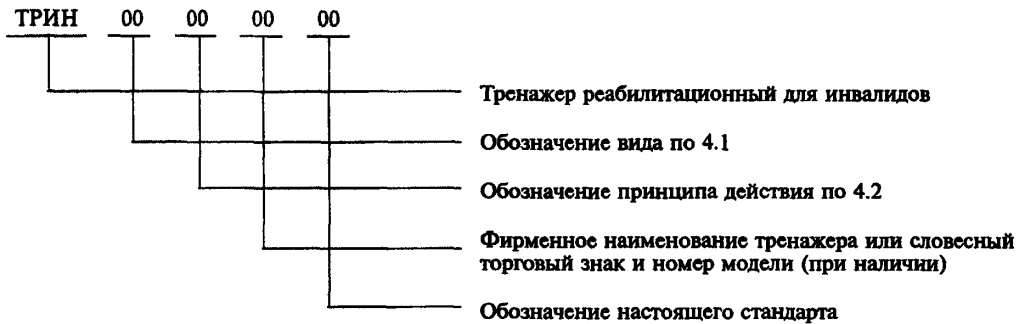 ТРИН 00 00 00 00
Тренажер реабилитационный для инвалидов
Обозначение вида по 4.1
Обозначение принципа действия по 4.2
Фирменное наименование тренажера или словесный
торговый знак и номер модели (при наличии)
Обозначение настоящего стандарта